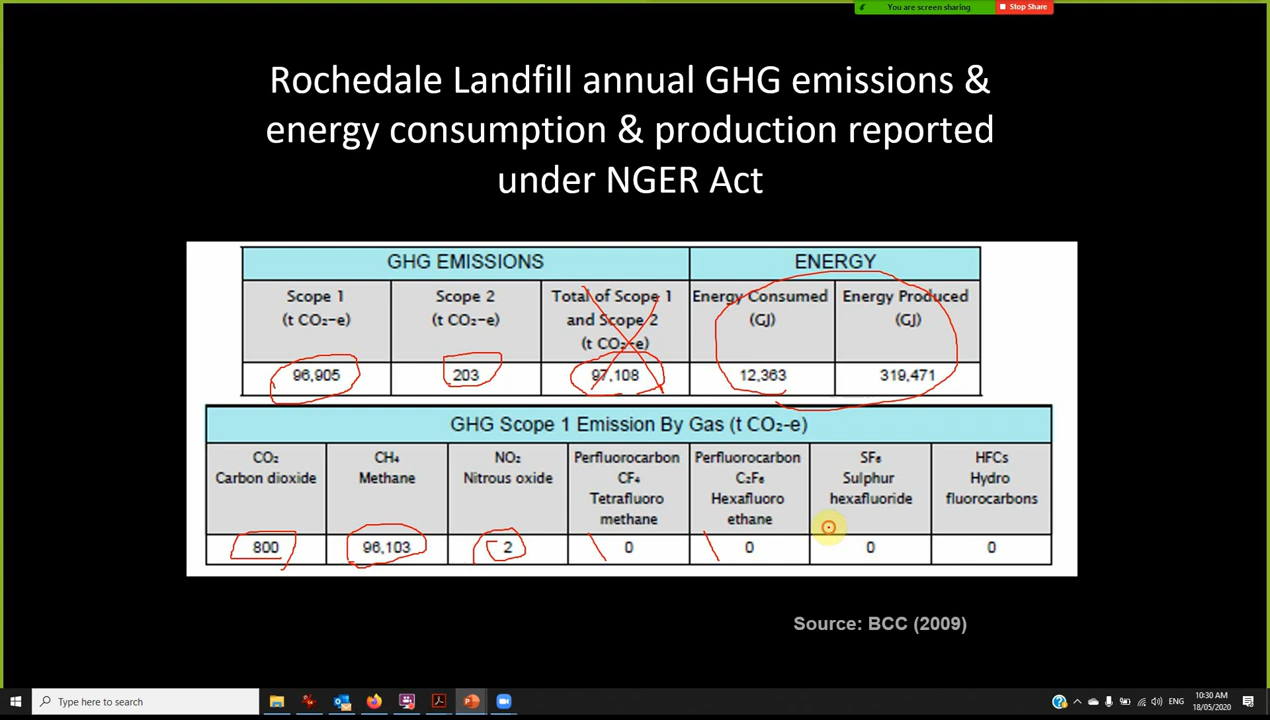 You are screen sharing
Stop Share
Rochedale Landfill annual GHG emissions &
energy consumption & production reported
under NGER Act
GHG EMISSIONS
ENERGY
Scope 1
(t CO₂-e)
Scope 2
(t CO₂-e)
Total of Scope 1
and Scope 2
(t CO₂-e)
Energy Consumed
(GJ)
Energy Produced
(GJ)
96,905
203
97,108
12,363
319,471
GHG Scope 1 Emission By Gas (t CO₂-e)
CO₂
Carbon dioxide
CH₄
Methane
NO₂
Nitrous oxide
Perfluorocarbon
CF₄
Tetrafluoro
methane
Perfluorocarbon
C₂F₆
Hexafluoro
ethane
SF₆
Sulphur
hexafluoride
HFCs
Hydro
fluorocarbons
800
96,103
2
0
0
0
0
Source: BCC (2009)
Type here to search
ENG
10:30 AM
18/05/2020